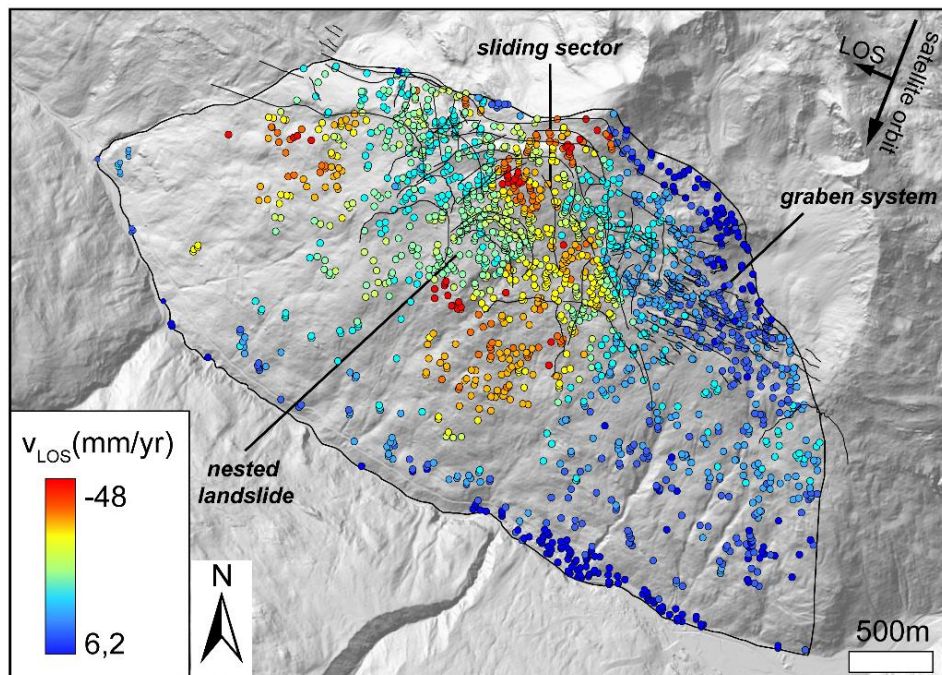 sliding sector
LOS
satellite orbit
graben system
nested
landslide
vLOS(mm/yr)
-48
6,2
N
500m